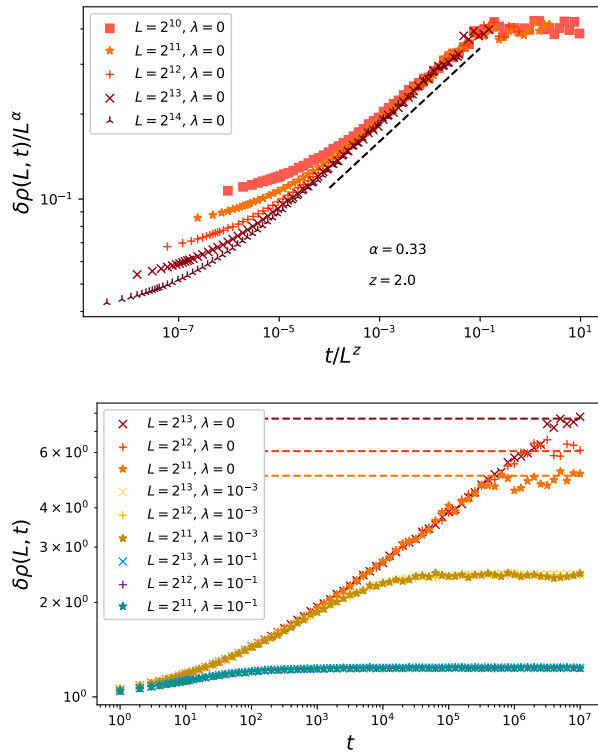 L = 2^10, λ = 0
L = 2^11, λ = 0
L = 2^12, λ = 0
L = 2^13, λ = 0
L = 2^14, λ = 0
δρ(L, t)/L^α
10^−1
α = 0.33
z = 2.0
10^−7
10^−5
10^−3
10^−1
10^1
t/L^z
L = 2^13, λ = 0
L = 2^12, λ = 0
L = 2^11, λ = 0
L = 2^13, λ = 10^−3
L = 2^12, λ = 10^−3
L = 2^11, λ = 10^−3
L = 2^13, λ = 10^−1
L = 2^12, λ = 10^−1
L = 2^11, λ = 10^−1
δρ(L, t)
6 × 10^0
4 × 10^0
3 × 10^0
2 × 10^0
10^0
10^0
10^1
10^2
10^3
10^4
10^5
10^6
10^7
t